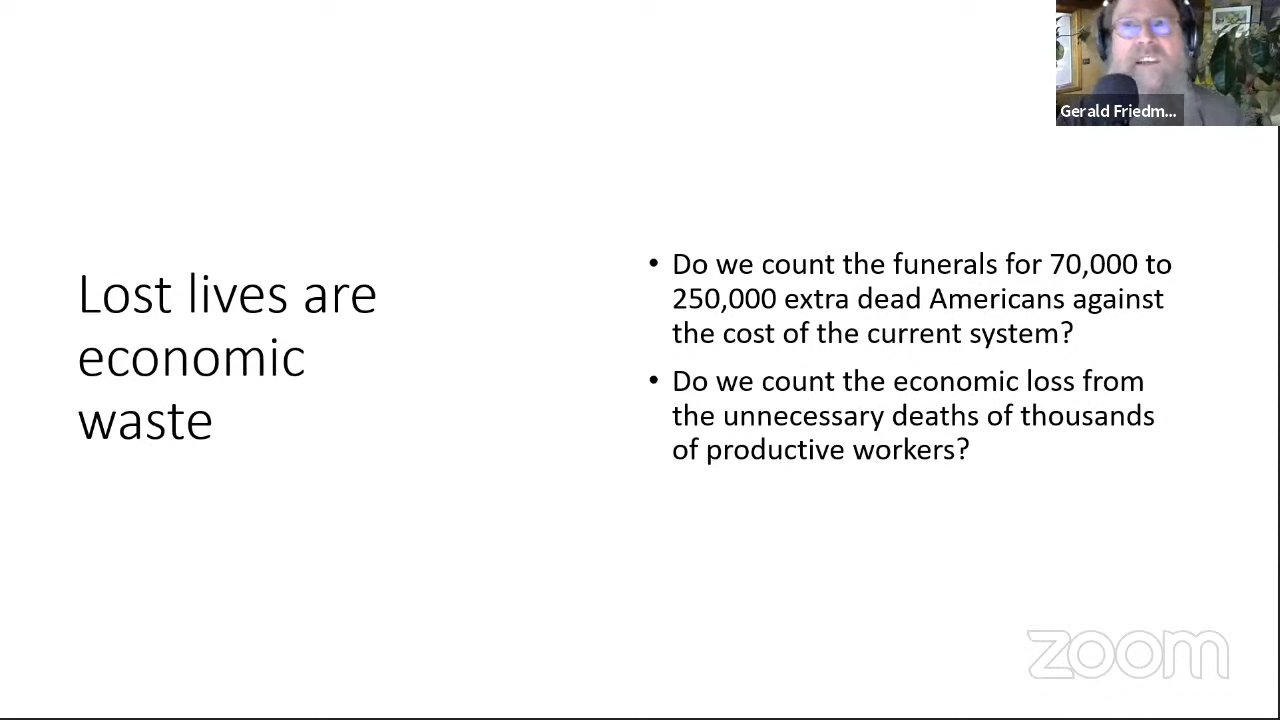 Gerald Friedm...
Lost lives are
economic
waste
• Do we count the funerals for 70,000 to
250,000 extra dead Americans against
the cost of the current system?
• Do we count the economic loss from
the unnecessary deaths of thousands
of productive workers?
zoom